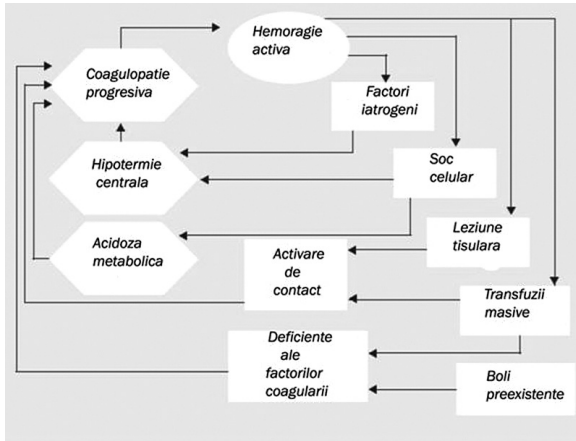 Hemoragie
activa
Coagulopatie
progresiva
Factori
iatrogeni
Hipotermie
centrala
Soc
celular
Acidoza
metabolica
Leziune
tisulara
Activare
de
contact
Transfuzii
masive
Deficiente
ale
factorilor
coagularii
Boli
preexistente